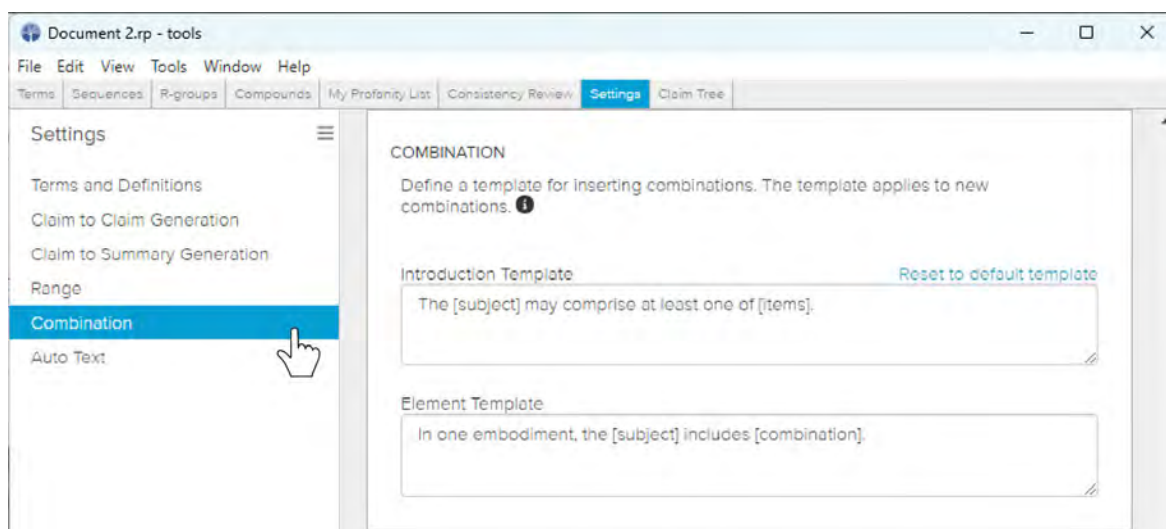 Document 2.rp - tools
File Edit View Tools Window Help
Terms Sequences R-groups Compounds My Profanity List Consistency Review Settings Claim Tree
Settings
Terms and Definitions
Claim to Claim Generation
Claim to Summary Generation
Range
Combination
Auto Text
COMBINATION
Define a template for inserting combinations. The template applies to new
combinations.
Introduction Template
Reset to default template
The [subject] may comprise at least one of [items].
Element Template
In one embodiment, the [subject] includes [combination].